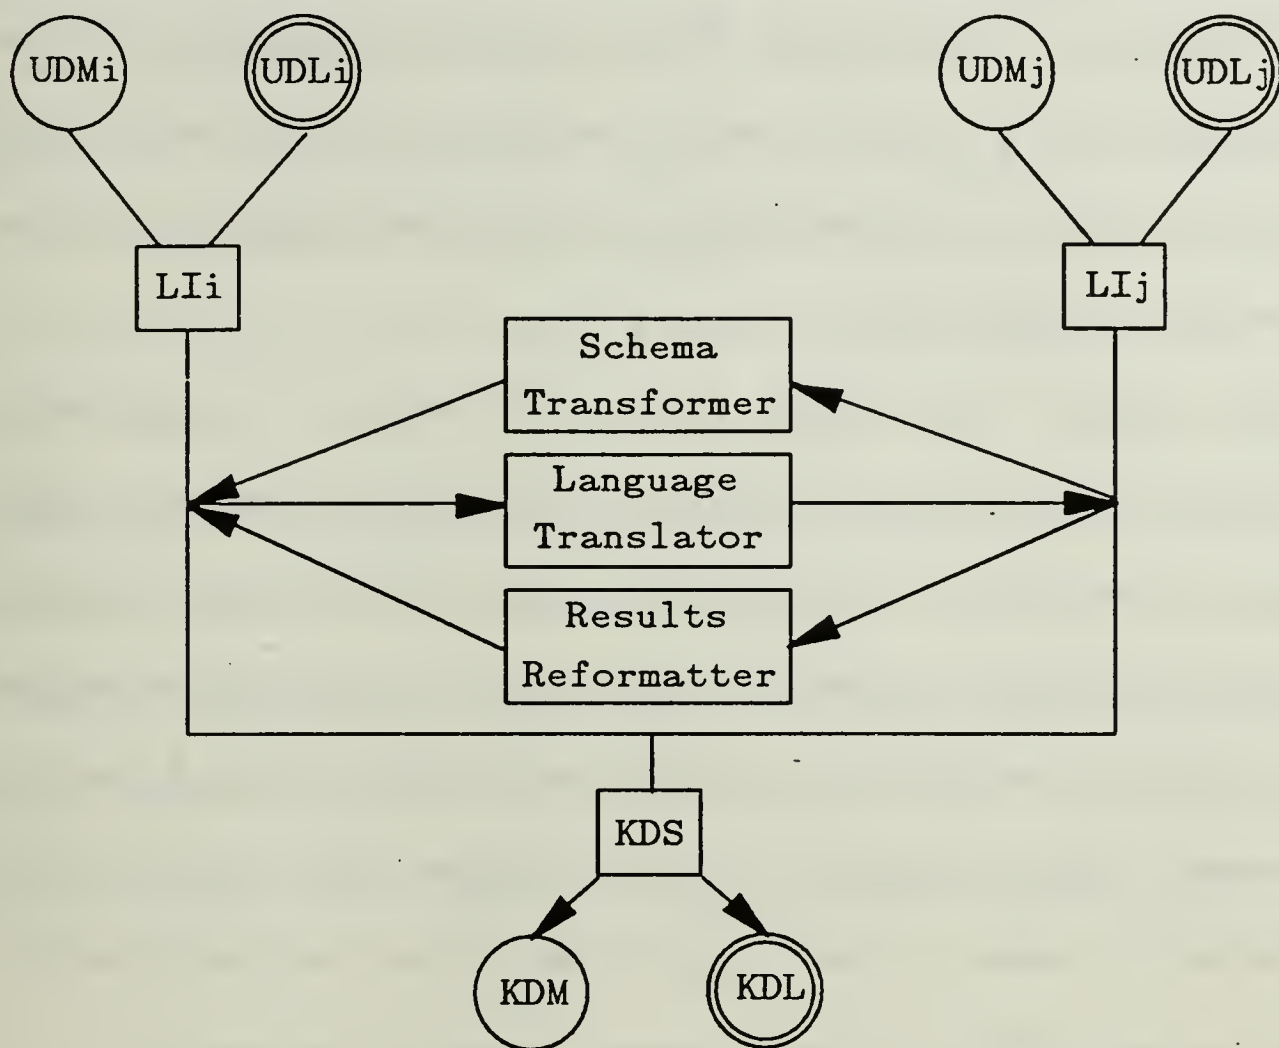 UDMi
UDLi
UDMj
UDLj
LIi
LIj
Schema
Transformer
Language
Translator
Results
Reformatter
KDS
KDM
KDL